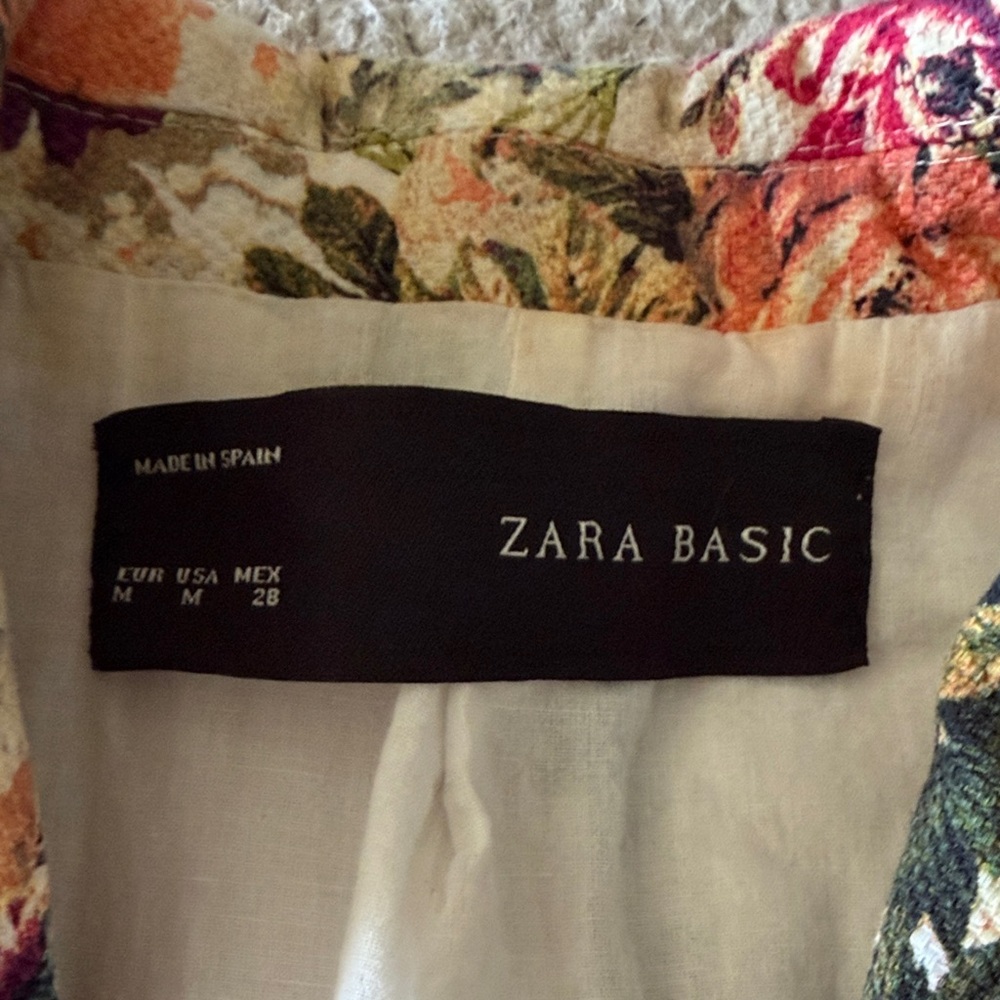 MADE IN SPAIN
ZARA BASIC
EUR USA MEX
M M 28